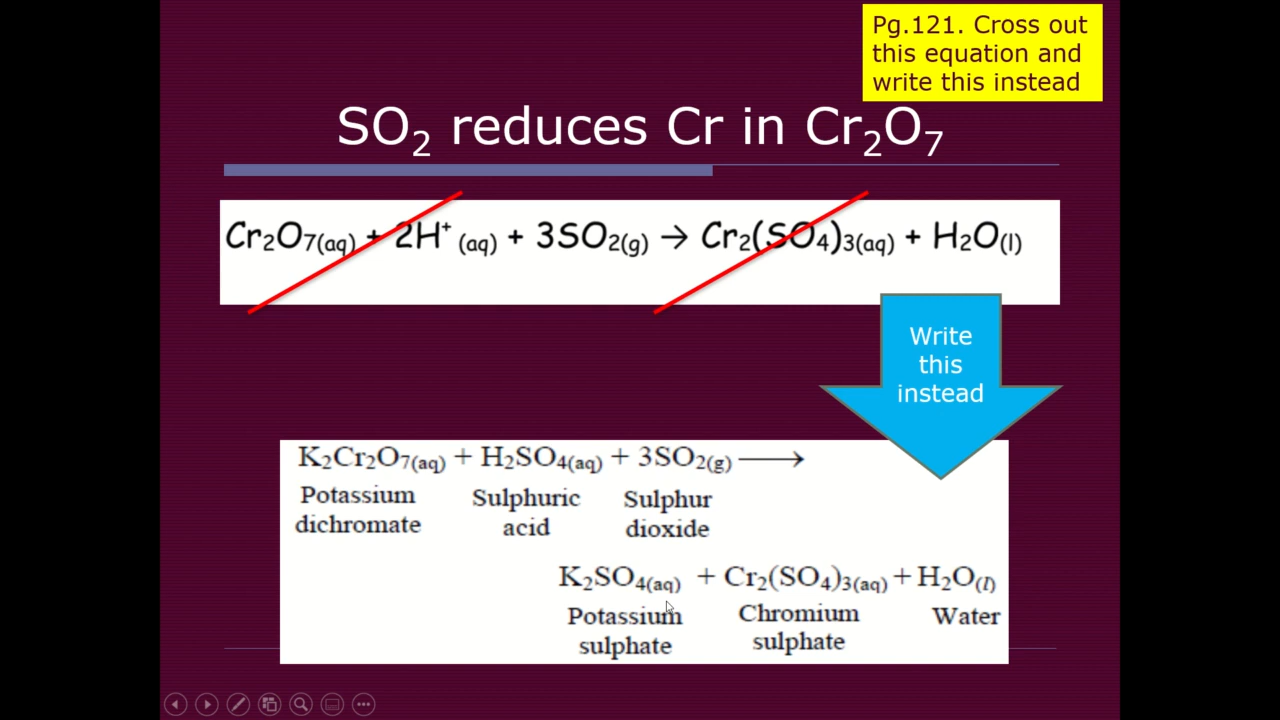 Pg.121. Cross out
this equation and
write this instead
SO₂ reduces Cr in Cr₂O₇
Cr₂O₇(aq) + 2H⁺ (aq) + 3SO₂(g) → Cr₂(SO₄)₃(aq) + H₂O(l)
Write
this
instead
K₂Cr₂O₇(aq) + H₂SO₄(aq) + 3SO₂(g) ⟶
Potassium Sulphuric Sulphur
dichromate acid dioxide
K₂SO₄(aq) + Cr₂(SO₄)₃(aq) + H₂O(l)
Potassium Chromium Water
sulphate sulphate